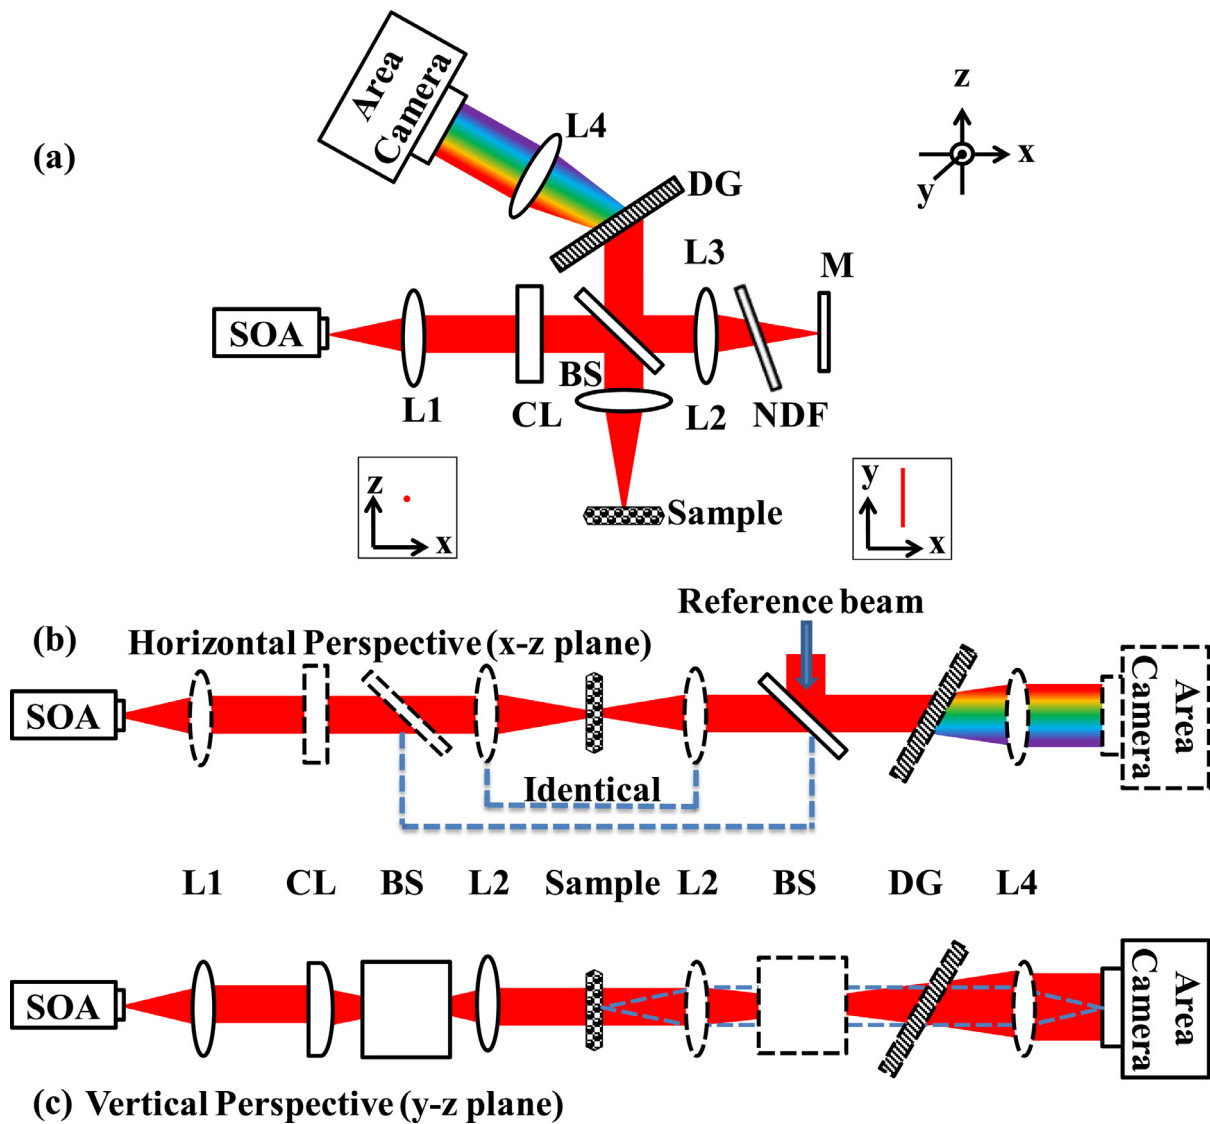 (a)
Area
Camera
L4
DG
z
x
y
L3
M
SOA
BS
L1
CL
L2
NDF
z
x
Sample
y
x
Reference beam
(b)
Horizontal Perspective (x-z plane)
SOA
Identical
Area
Camera
L1
CL
BS
L2
Sample
L2
BS
DG
L4
SOA
Area
Camera
(c) Vertical Perspective (y-z plane)